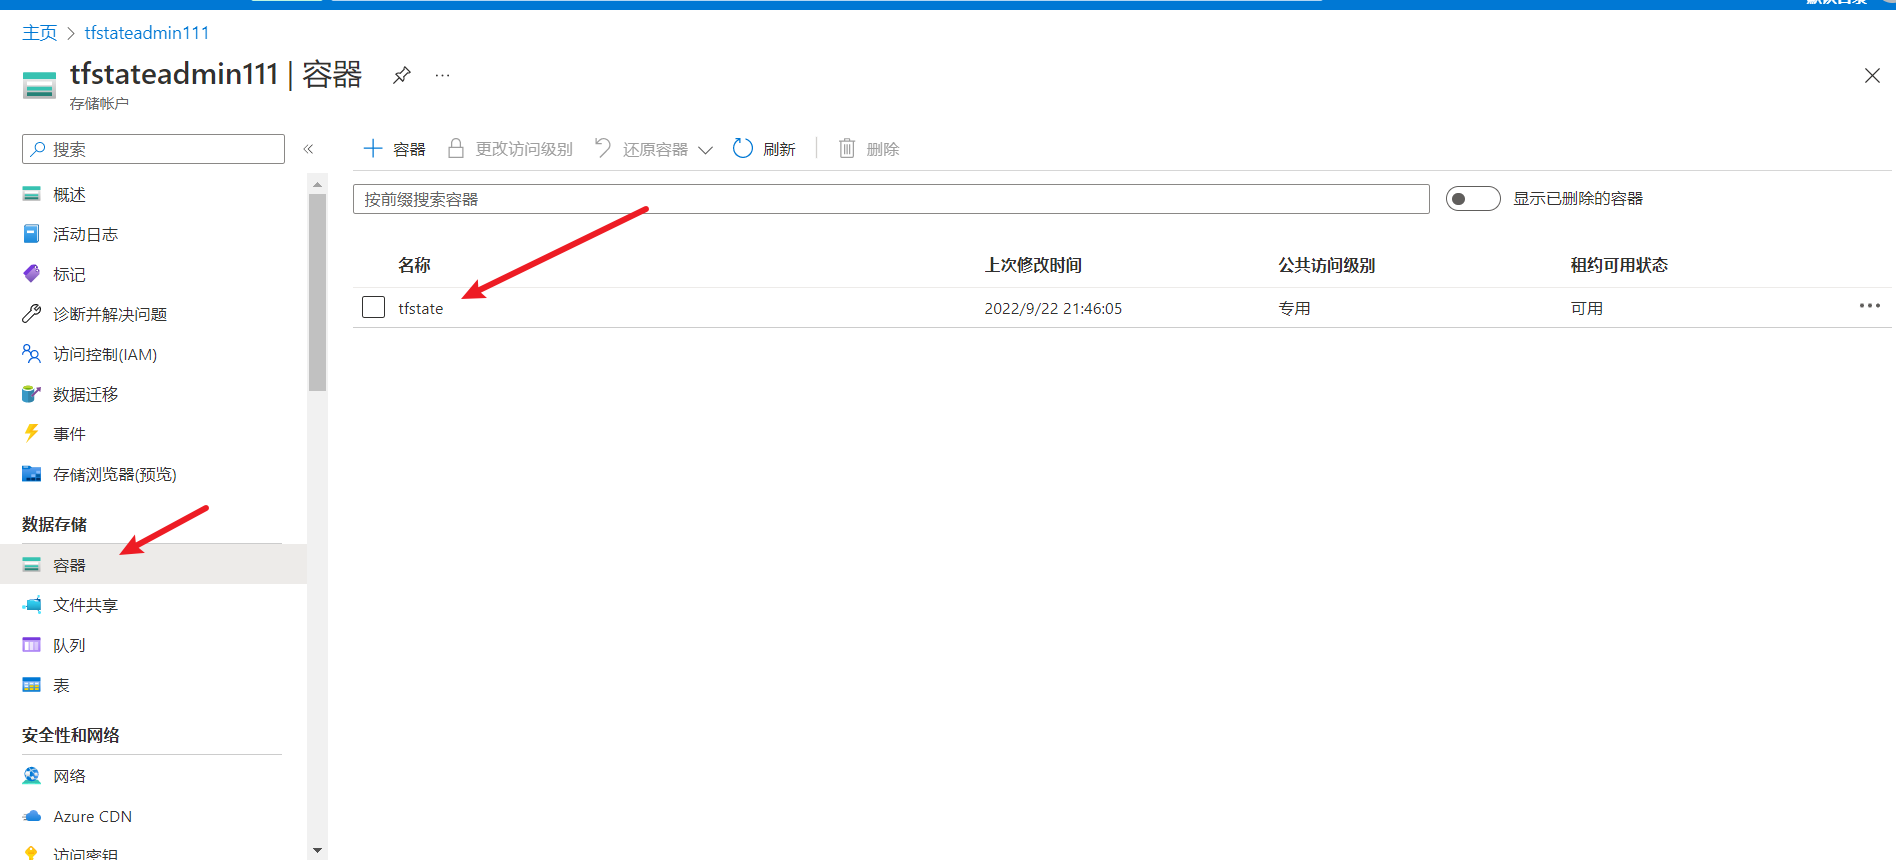 主页 > tfstateadmin111
tfstateadmin111 | 容器 ...
存储帐户
搜索 «
+ 容器 更改访问级别 还原容器 刷新 删除
按前缀搜索容器 显示已删除的容器
名称 上次修改时间 公共访问级别 租约可用状态
tfstate 2022/9/22 21:46:05 专用 可用 ...
概述
活动日志
标记
诊断并解决问题
访问控制(IAM)
数据迁移
事件
存储浏览器(预览)
数据存储
容器
文件共享
队列
表
安全性和网络
网络
Azure CDN
访问密钥